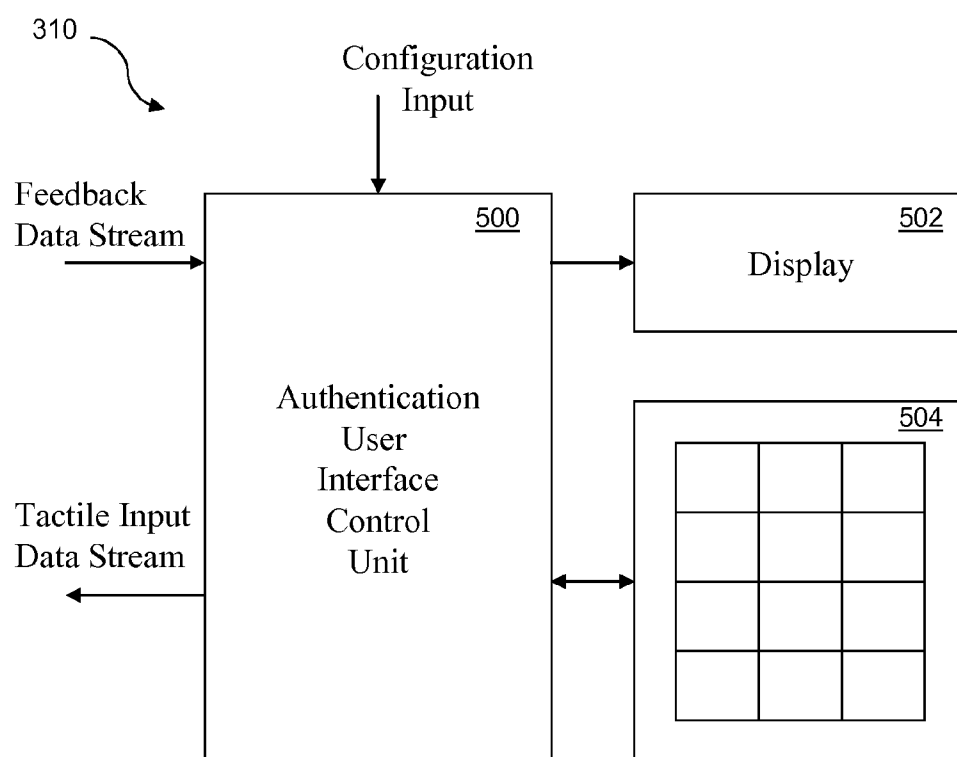 310
Configuration
Input
Feedback
Data Stream
500
502
Display
Authentication
User
Interface
Control
Unit
504
Tactile Input
Data Stream